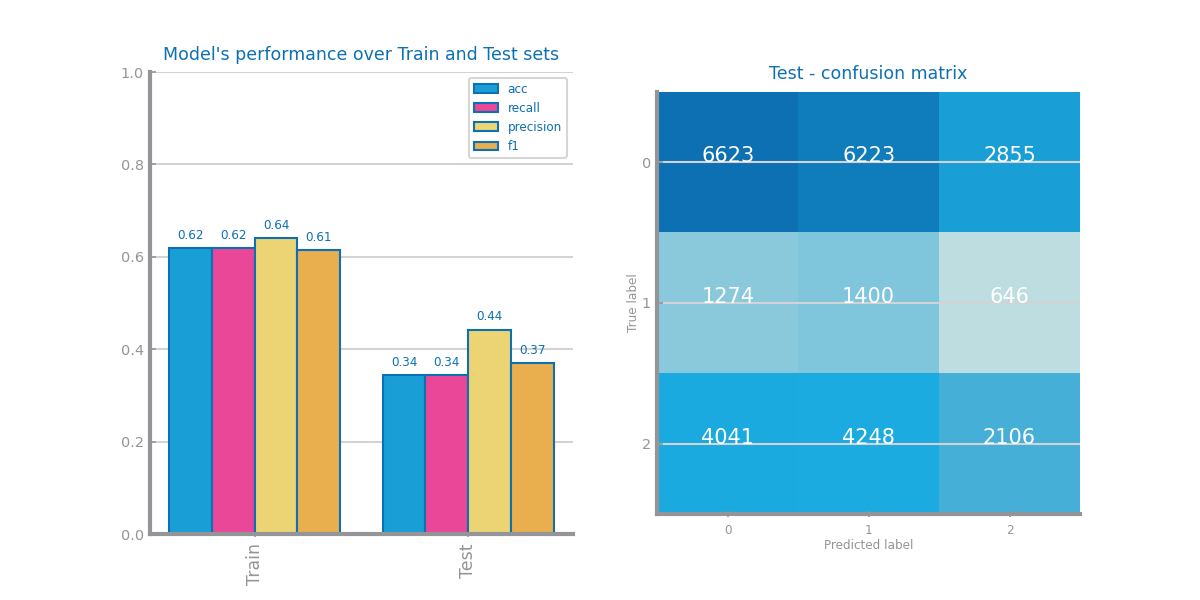 Model's performance over Train and Test sets
1.0
0.8
0.6
0.4
0.2
0.0
acc
recall
precision
f1
0.62 0.62 0.64 0.61
0.34 0.34 0.44 0.37
Train
Test
Test - confusion matrix
True label
0
1
2
6623 6223 2855
1274 1400 646
4041 4248 2106
0 1 2
Predicted label